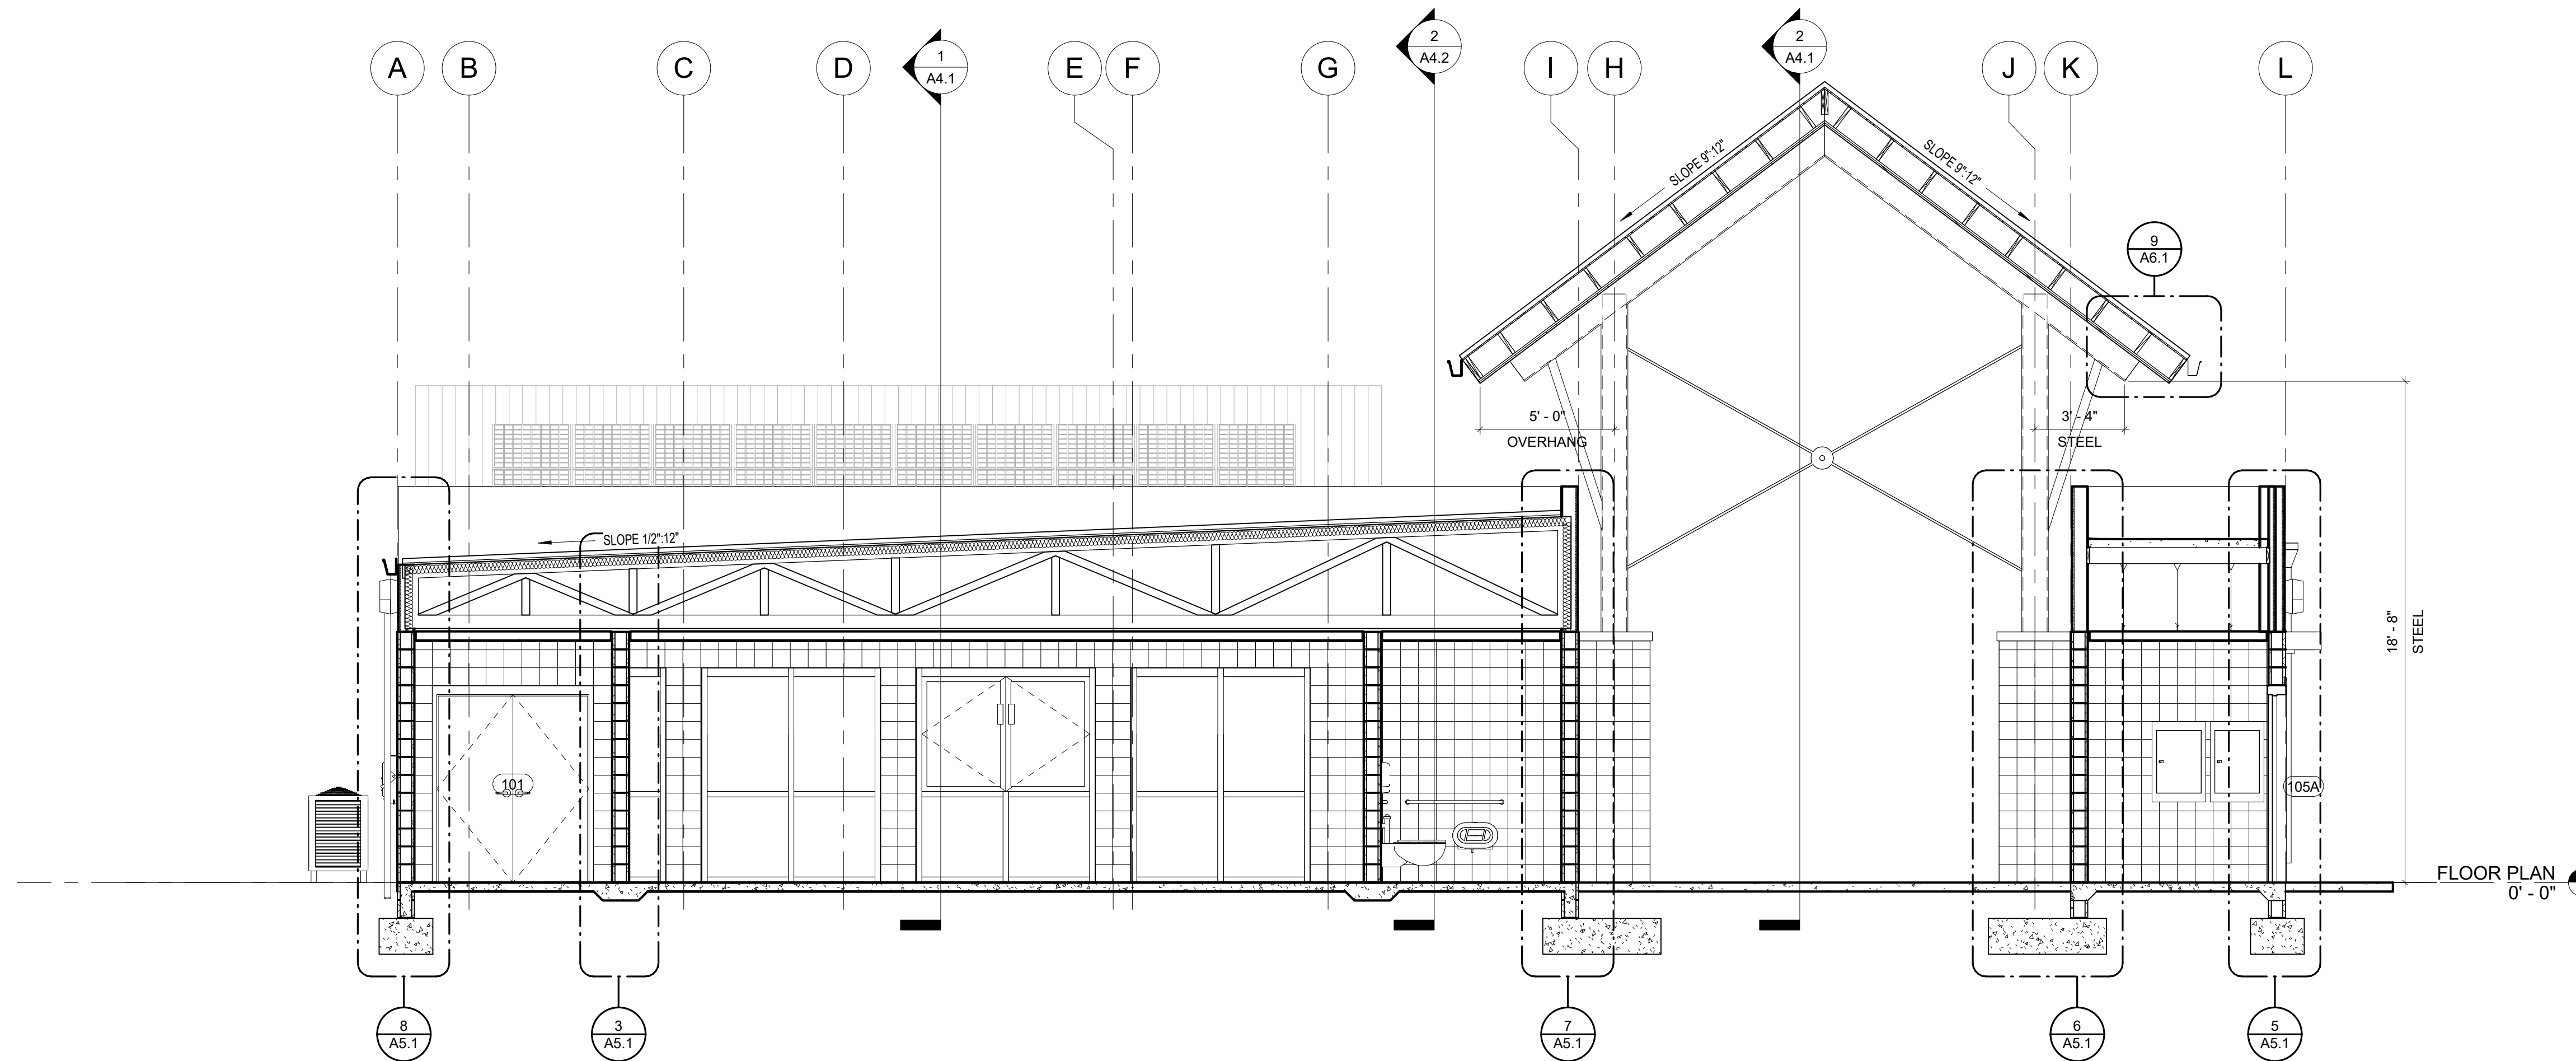 A
B
C
D
1
A4.1
E
F
G
2
A4.2
I
H
2
A4.1
J
K
L
SLOPE 9":12"
SLOPE 9":12"
9
A6.1
5' - 0"
OVERHANG
3' - 4"
STEEL
SLOPE 1/2":12"
18' - 8"
STEEL
101
105A
FLOOR PLAN
0' - 0"
8
A5.1
3
A5.1
7
A5.1
6
A5.1
5
A5.1